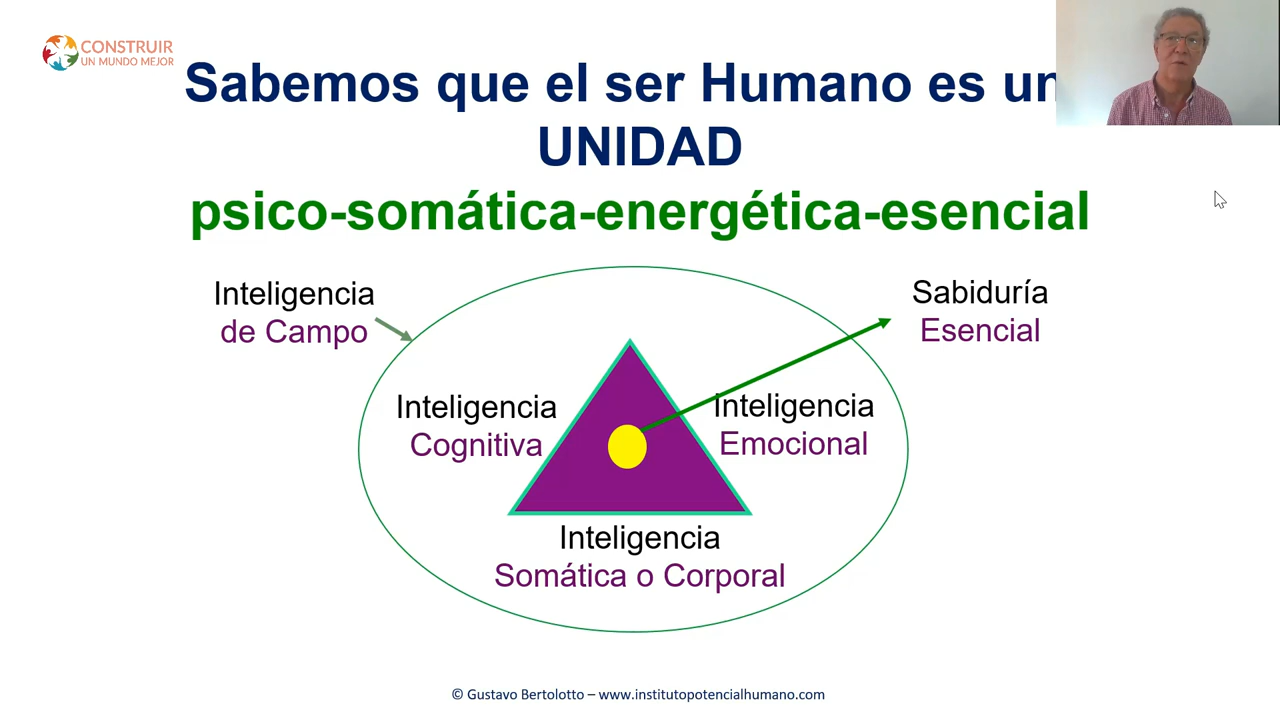 CONSTRUIR
UN MUNDO MEJOR
Sabemos que el ser Humano es un
UNIDAD
psico-somática-energética-esencial
Inteligencia
de Campo
Sabiduría
Esencial
Inteligencia
Cognitiva
Inteligencia
Emocional
Inteligencia
Somática o Corporal
© Gustavo Bertolotto – www.institutopotencialhumano.com